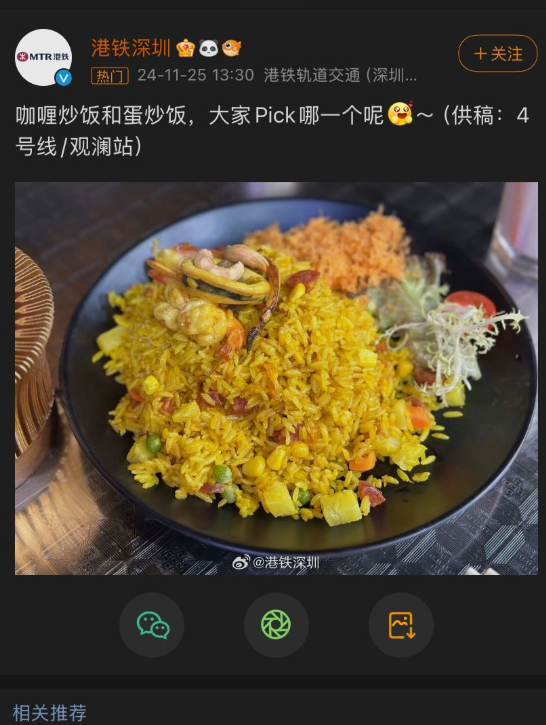 MTR 港铁
港铁深圳
+关注
热门 24-11-25 13:30 港铁轨道交通 (深圳...
咖喱炒饭和蛋炒饭，大家Pick哪一个呢～（供稿：4
号线/观澜站）
@港铁深圳
相关推荐